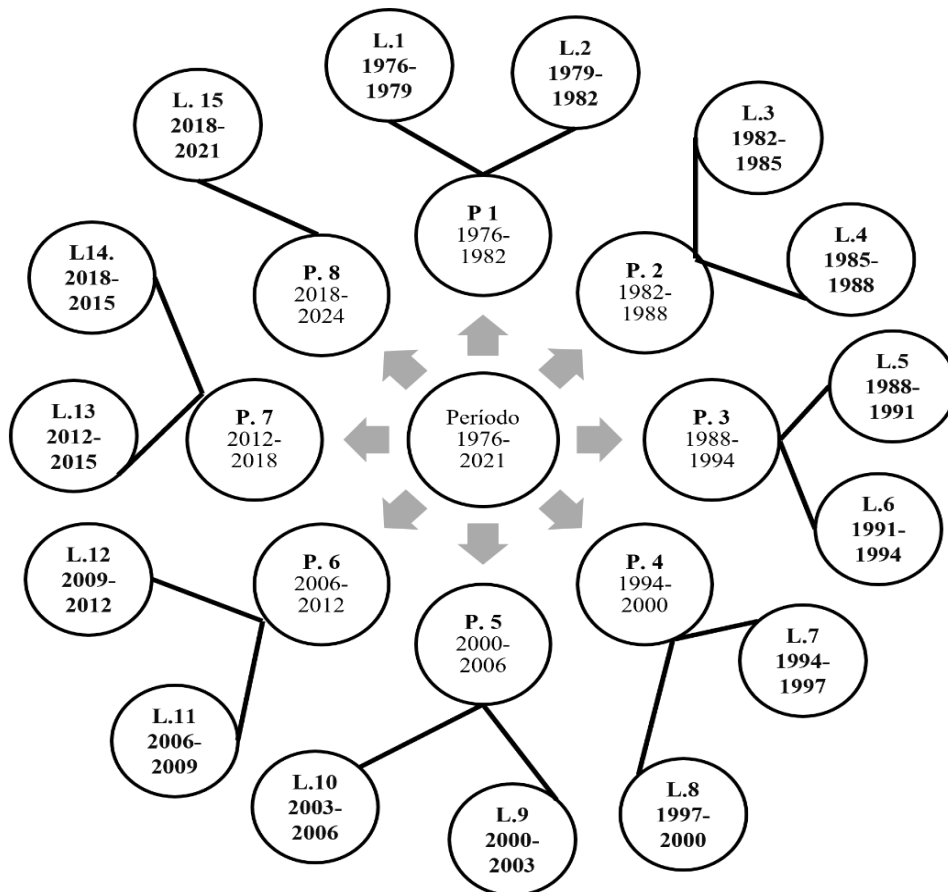 L.1
1976-
1979
L.2
1979-
1982
L. 15
2018-
2021
L.3
1982-
1985
P 1
1976-
1982
L.4
1985-
1988
L14.
2018-
2015
P. 8
2018-
2024
P. 2
1982-
1988
L.5
1988-
1991
L.13
2012-
2015
P. 7
2012-
2018
Período
1976-
2021
P. 3
1988-
1994
L.6
1991-
1994
L.12
2009-
2012
P. 6
2006-
2012
P. 4
1994-
2000
P. 5
2000-
2006
L.7
1994-
1997
L.11
2006-
2009
L.10
2003-
2006
L.9
2000-
2003
L.8
1997-
2000